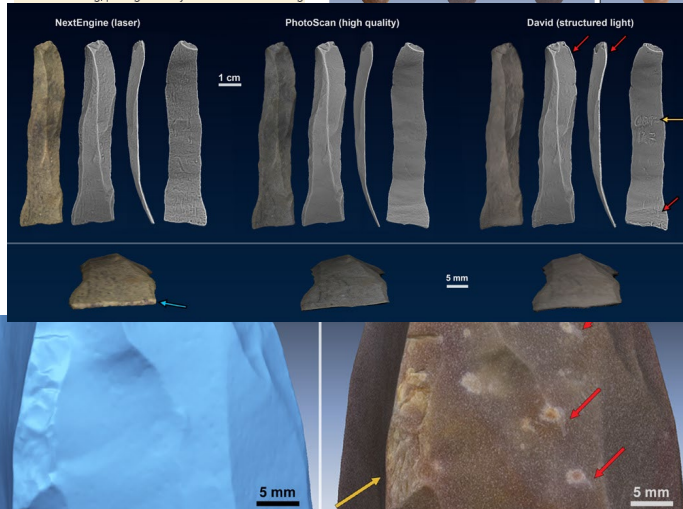 NextEngine (laser)
PhotoScan (high quality)
David (structured light)
1 cm
5 mm
5 mm
5 mm